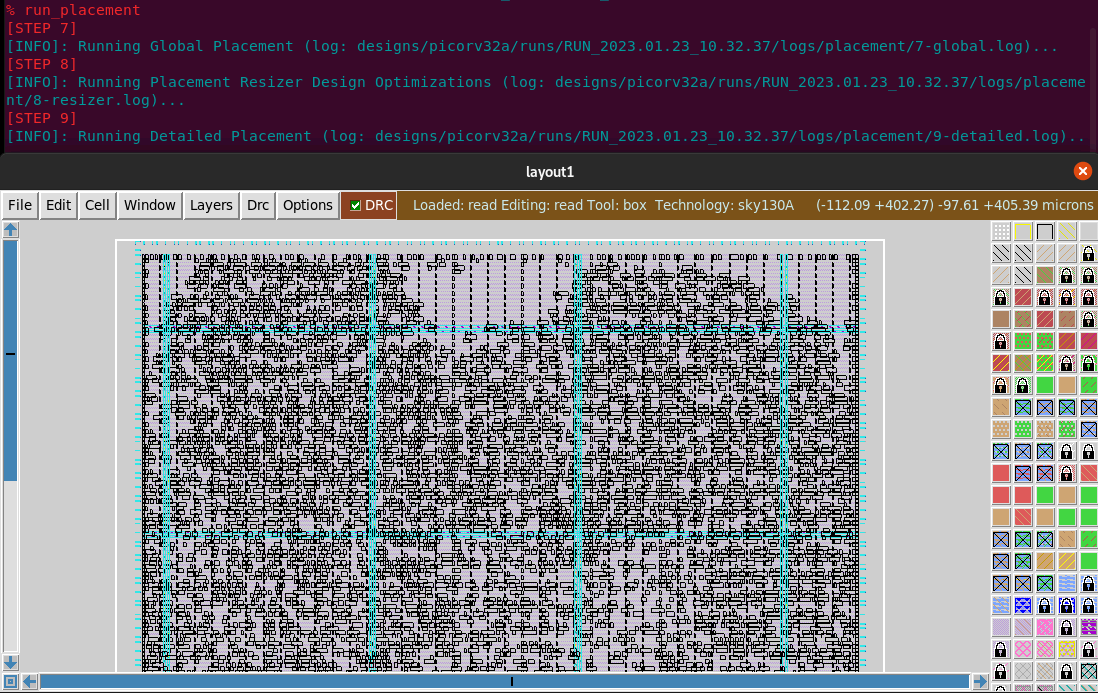 % run_placement
[STEP 7]
[INFO]: Running Global Placement (log: designs/picorv32a/runs/RUN_2023.01.23_10.32.37/logs/placement/7-global.log)...
[STEP 8]
[INFO]: Running Placement Resizer Design Optimizations (log: designs/picorv32a/runs/RUN_2023.01.23_10.32.37/logs/placeme
nt/8-resizer.log)...
[STEP 9]
[INFO]: Running Detailed Placement (log: designs/picorv32a/runs/RUN_2023.01.23_10.32.37/logs/placement/9-detailed.log)..
layout1
File Edit Cell Window Layers Drc Options DRC Loaded: read Editing: read Tool: box Technology: sky130A (-112.09 +402.27) -97.61 +405.39 microns